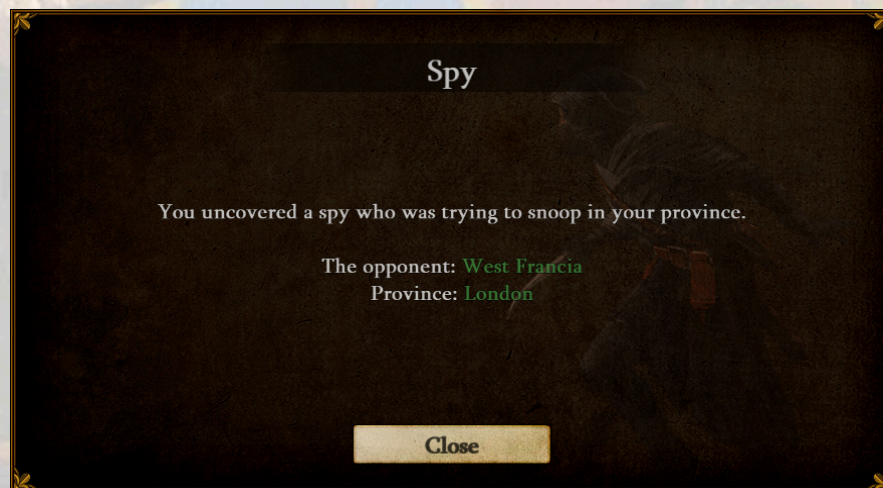 Spy
You uncovered a spy who was trying to snoop in your province.
The opponent: West Francia
Province: London
Close